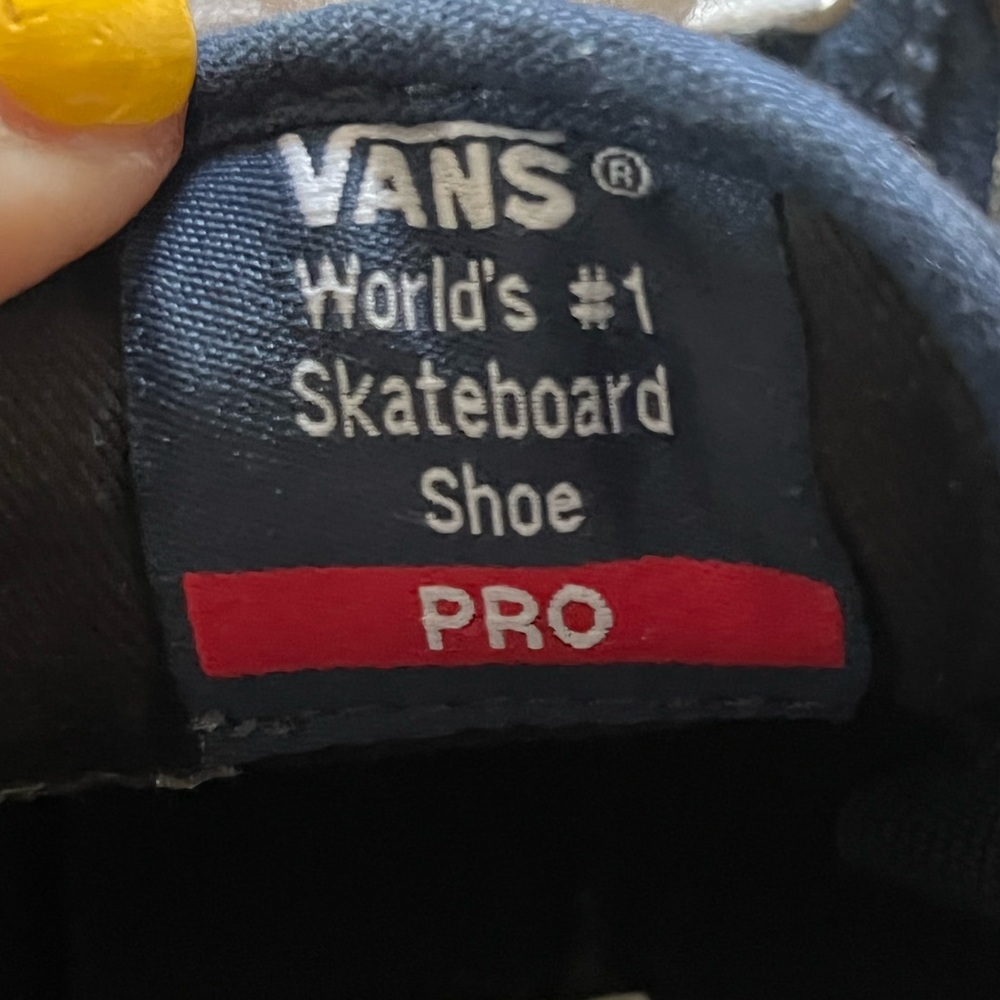 VANS®
World's #1
Skateboard
Shoe
PRO